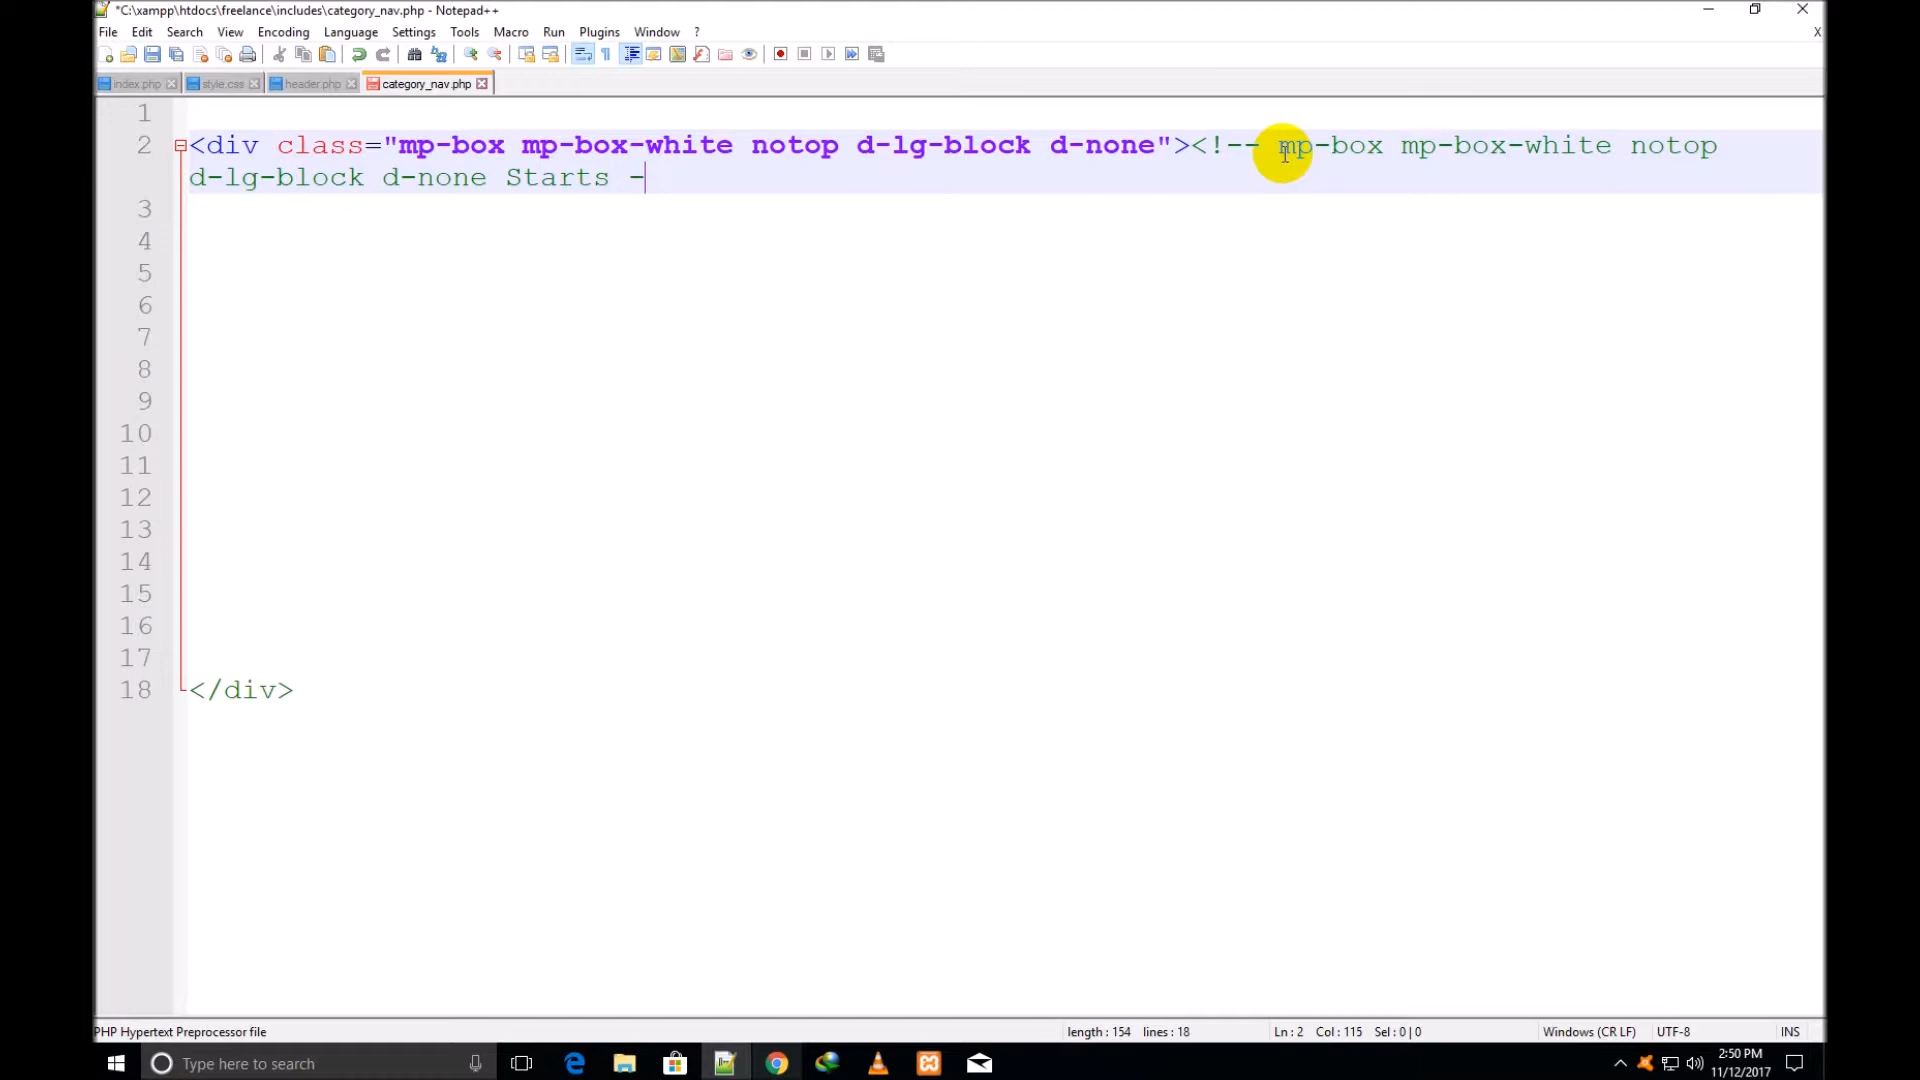 *C:\xampp\htdocs\freelance\includes\category_nav.php - Notepad++
File Edit Search View Encoding Language Settings Tools Macro Run Plugins Window ? X
index.php style.css header.php category_nav.php
1
2 <div class="mp-box mp-box-white notop d-lg-block d-none"><!-- mp-box mp-box-white notop
d-lg-block d-none Starts -
3
4
5
6
7
8
9
10
11
12
13
14
15
16
17
18 </div>
PHP Hypertext Preprocessor file length : 154 lines : 18 Ln : 2 Col : 115 Sel : 0 | 0 Windows (CR LF) UTF-8 INS
Type here to search
2:50 PM
11/12/2017